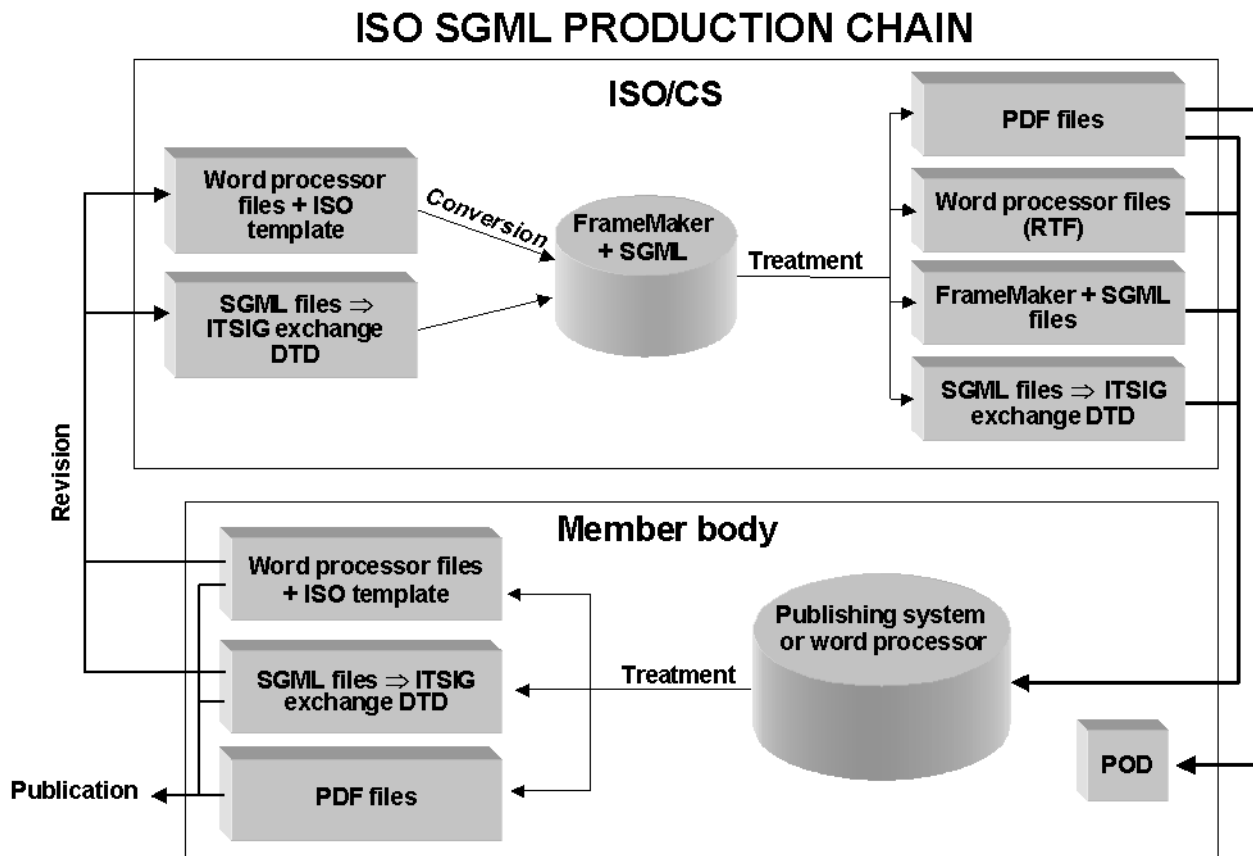 ISO SGML PRODUCTION CHAIN
ISO/CS
Word processor
files + ISO
template
SGML files ⇒
ITSIG exchange
DTD
Conversion
FrameMaker
+ SGML
Treatment
PDF files
Word processor files
(RTF)
FrameMaker + SGML
files
SGML files ⇒ ITSIG
exchange DTD
Revision
Member body
Word processor files
+ ISO template
SGML files ⇒ ITSIG
exchange DTD
PDF files
Treatment
Publishing system
or word processor
POD
Publication